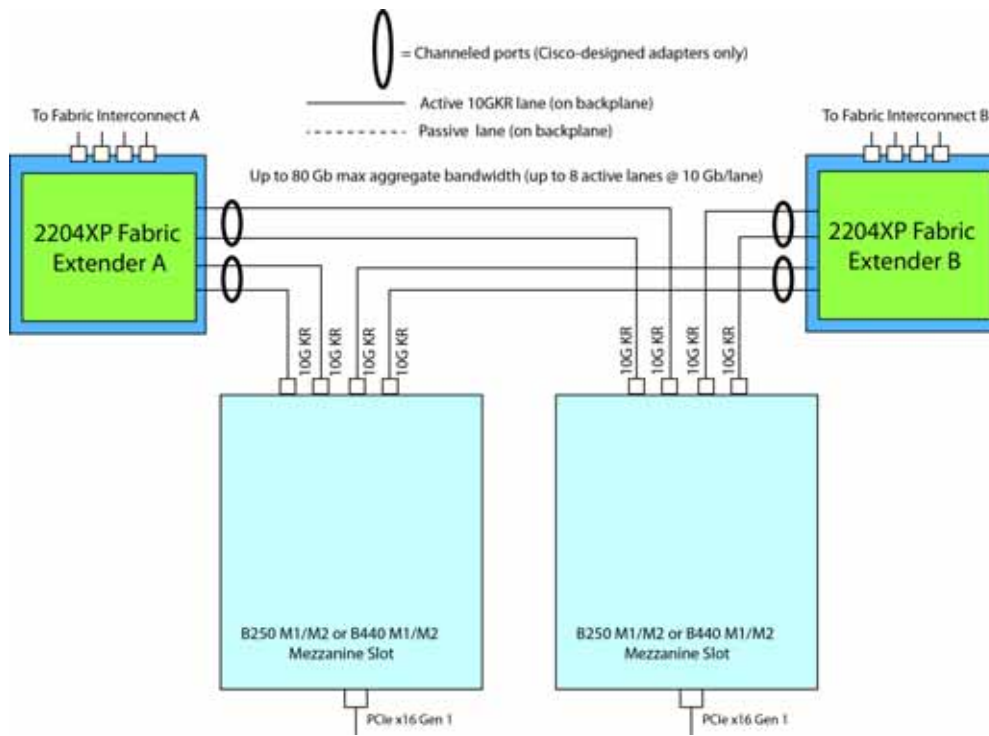 = Channeled ports (Cisco-designed adapters only)
Active 10GKR lane (on backplane)
Passive lane (on backplane)
To Fabric Interconnect A
To Fabric Interconnect B
Up to 80 Gb max aggregate bandwidth (up to 8 active lanes @ 10 Gb/lane)
2204XP Fabric
Extender A
2204XP Fabric
Extender B
10G KR
10G KR
10G KR
10G KR
10G KR
10G KR
10G KR
10G KR
B250 M1/M2 or B440 M1/M2
Mezzanine Slot
B250 M1/M2 or B440 M1/M2
Mezzanine Slot
PCIe x16 Gen 1
PCIe x16 Gen 1